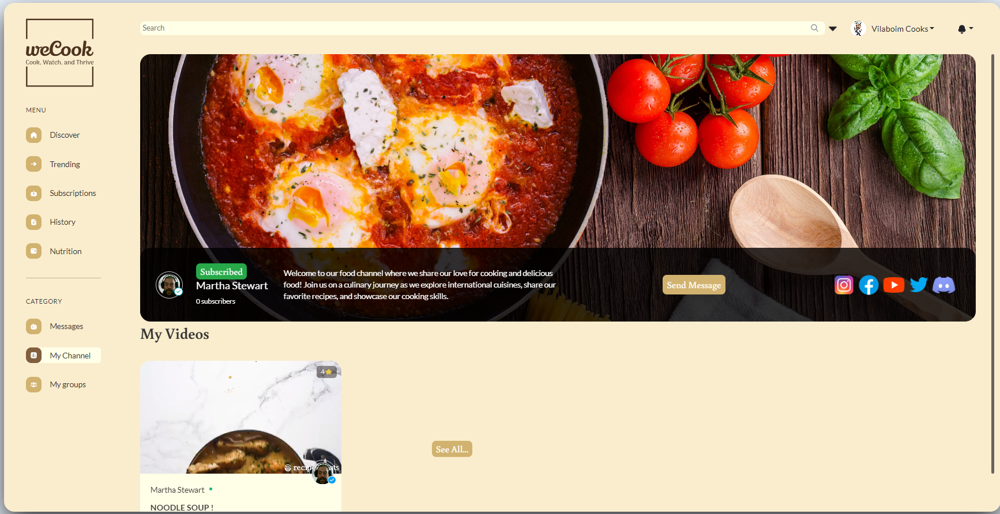 weCook
Cook, Watch, and Thrive
Search
Vilaboim Cooks
MENU
Discover
Trending
Subscriptions
History
Nutrition
CATEGORY
Messages
My Channel
My groups
Subscribed
Martha Stewart
0 subscribers
Welcome to our food channel where we share our love for cooking and delicious
food! Join us on a culinary journey as we explore international cuisines, share our
favorite recipes, and showcase our cooking skills.
Send Message
My Videos
4
See All...
Martha Stewart
NOODLE SOUP !